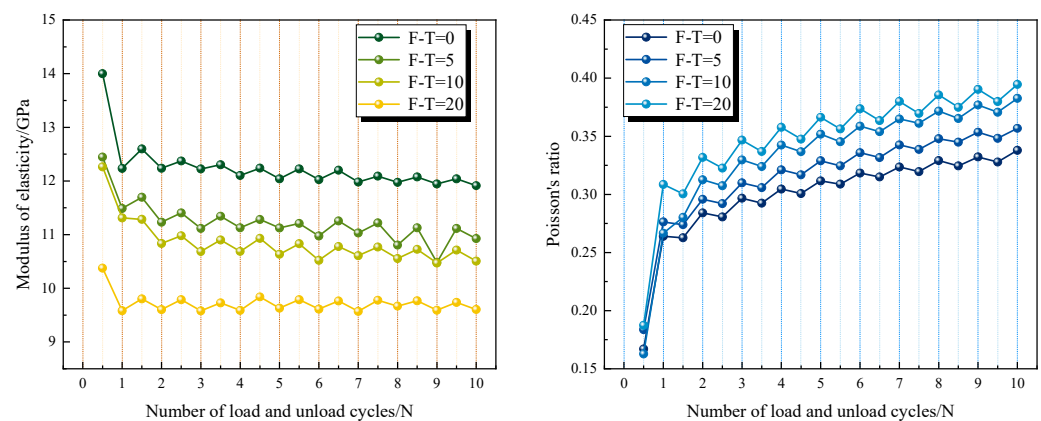 15
14
13
12
11
10
9
Modulus of elasticity/GPa
F-T=0
F-T=5
F-T=10
F-T=20
0 1 2 3 4 5 6 7 8 9 10
Number of load and unload cycles/N
0.45
0.40
0.35
0.30
0.25
0.20
0.15
Poisson's ratio
F-T=0
F-T=5
F-T=10
F-T=20
0 1 2 3 4 5 6 7 8 9 10
Number of load and unload cycles/N